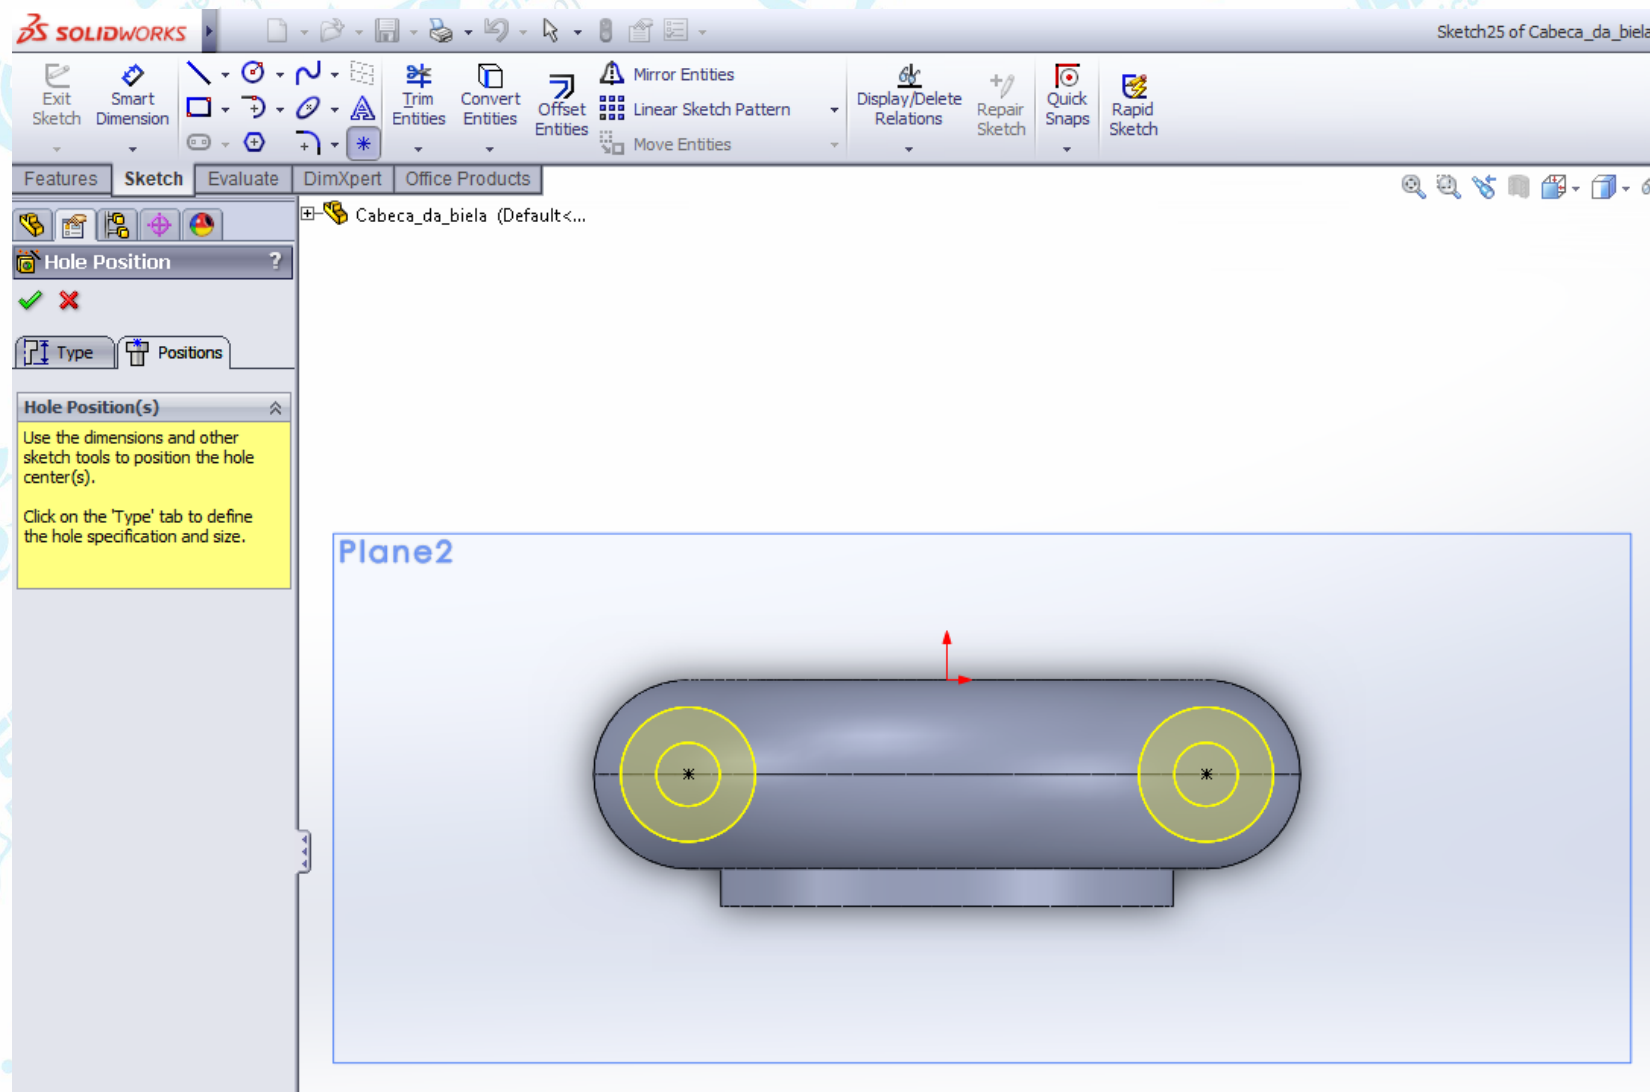 SOLIDWORKS
Sketch25 of Cabeca_da_biela
Exit Sketch
Smart Dimension
Trim Entities
Convert Entities
Offset Entities
Mirror Entities
Linear Sketch Pattern
Move Entities
Display/Delete Relations
Repair Sketch
Quick Snaps
Rapid Sketch
Features Sketch Evaluate DimXpert Office Products
Cabeca_da_biela (Default<...
Hole Position ?
Type Positions
Hole Position(s)
Use the dimensions and other
sketch tools to position the hole
center(s).
Click on the 'Type' tab to define
the hole specification and size.
Plane2